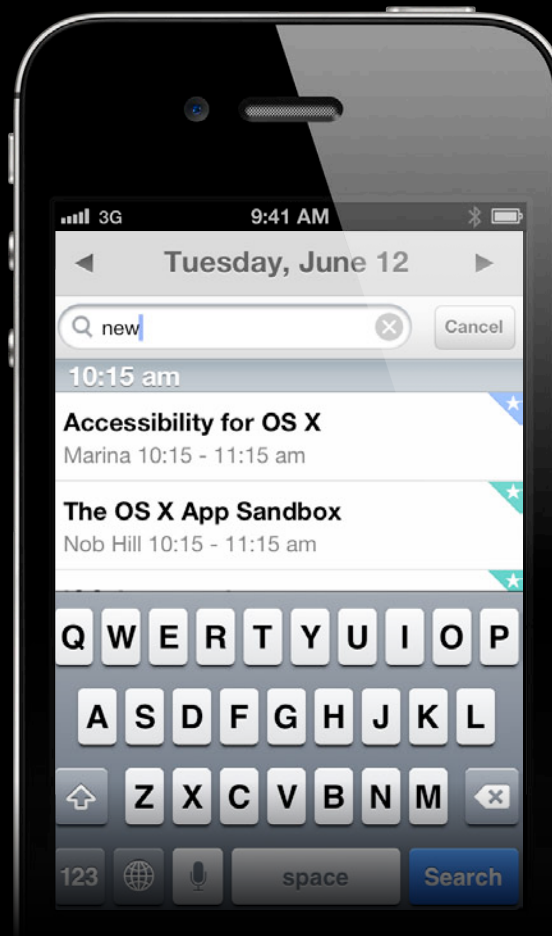 3G 9:41 AM
Tuesday, June 12
new Cancel
10:15 am
Accessibility for OS X
Marina 10:15 - 11:15 am
The OS X App Sandbox
Nob Hill 10:15 - 11:15 am
Q W E R T Y U I O P
A S D F G H J K L
Z X C V B N M
123 space Search